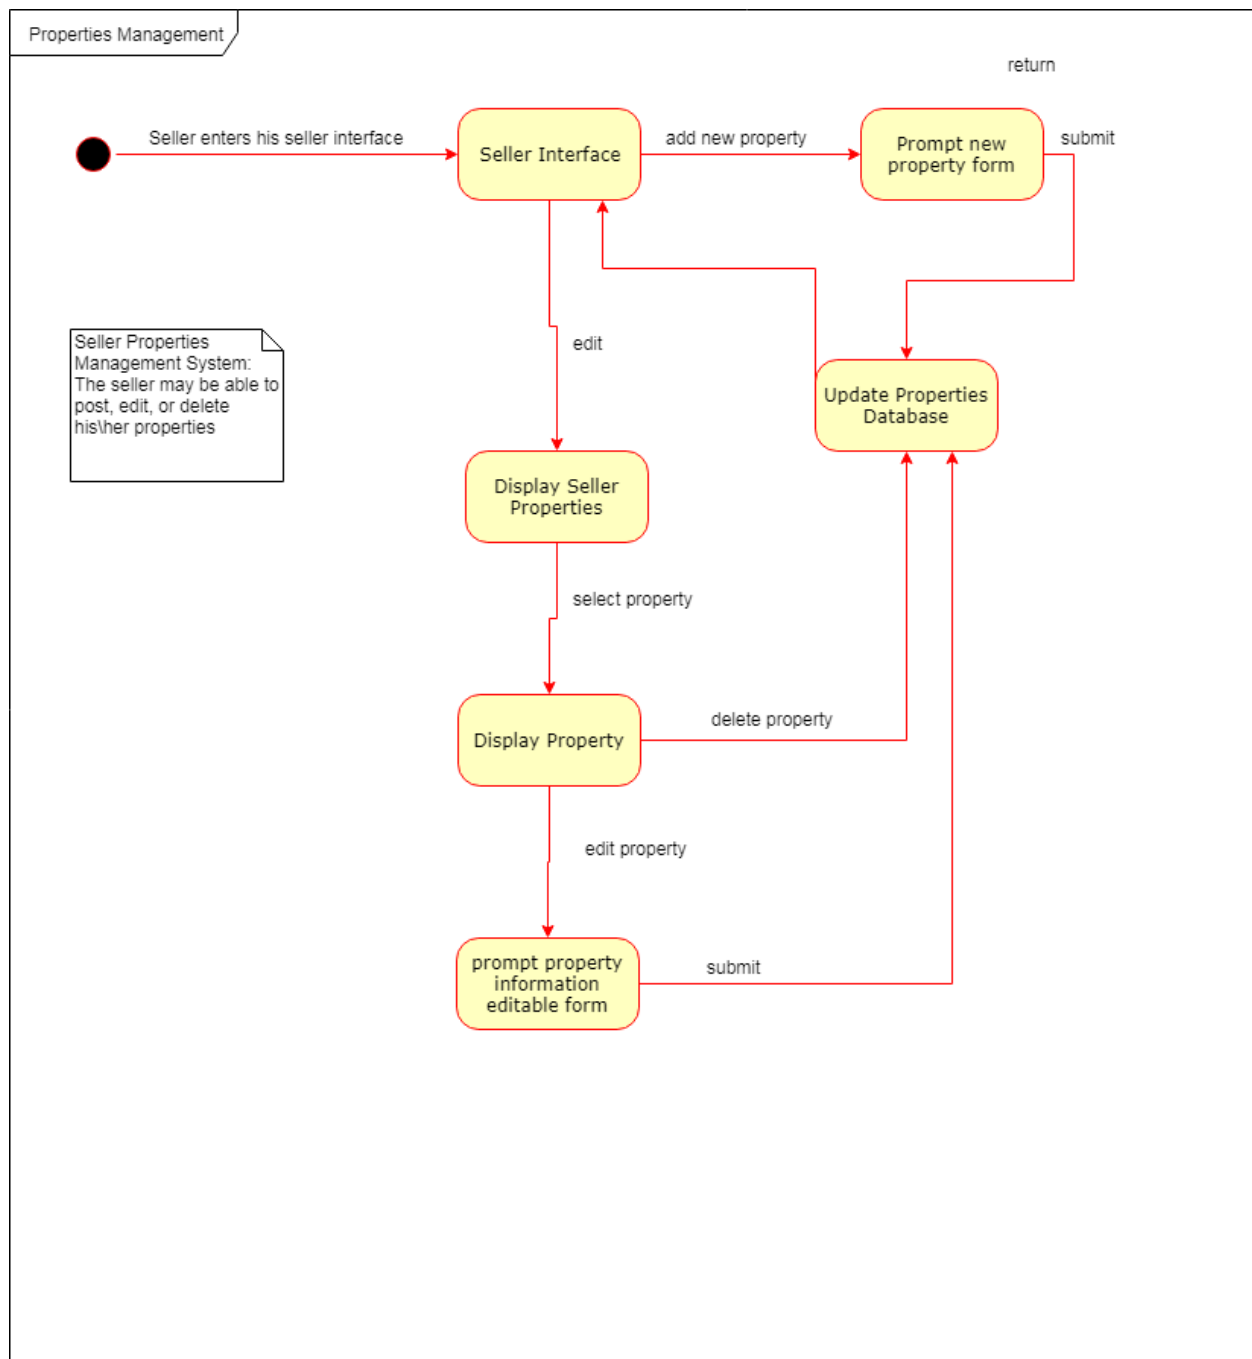 Properties Management
return
Seller enters his seller interface
Seller Interface
add new property
Prompt new
property form
submit
Seller Properties
Management System:
The seller may be able to
post, edit, or delete
his\her properties
edit
Update Properties
Database
Display Seller
Properties
select property
Display Property
delete property
edit property
prompt property
information
editable form
submit